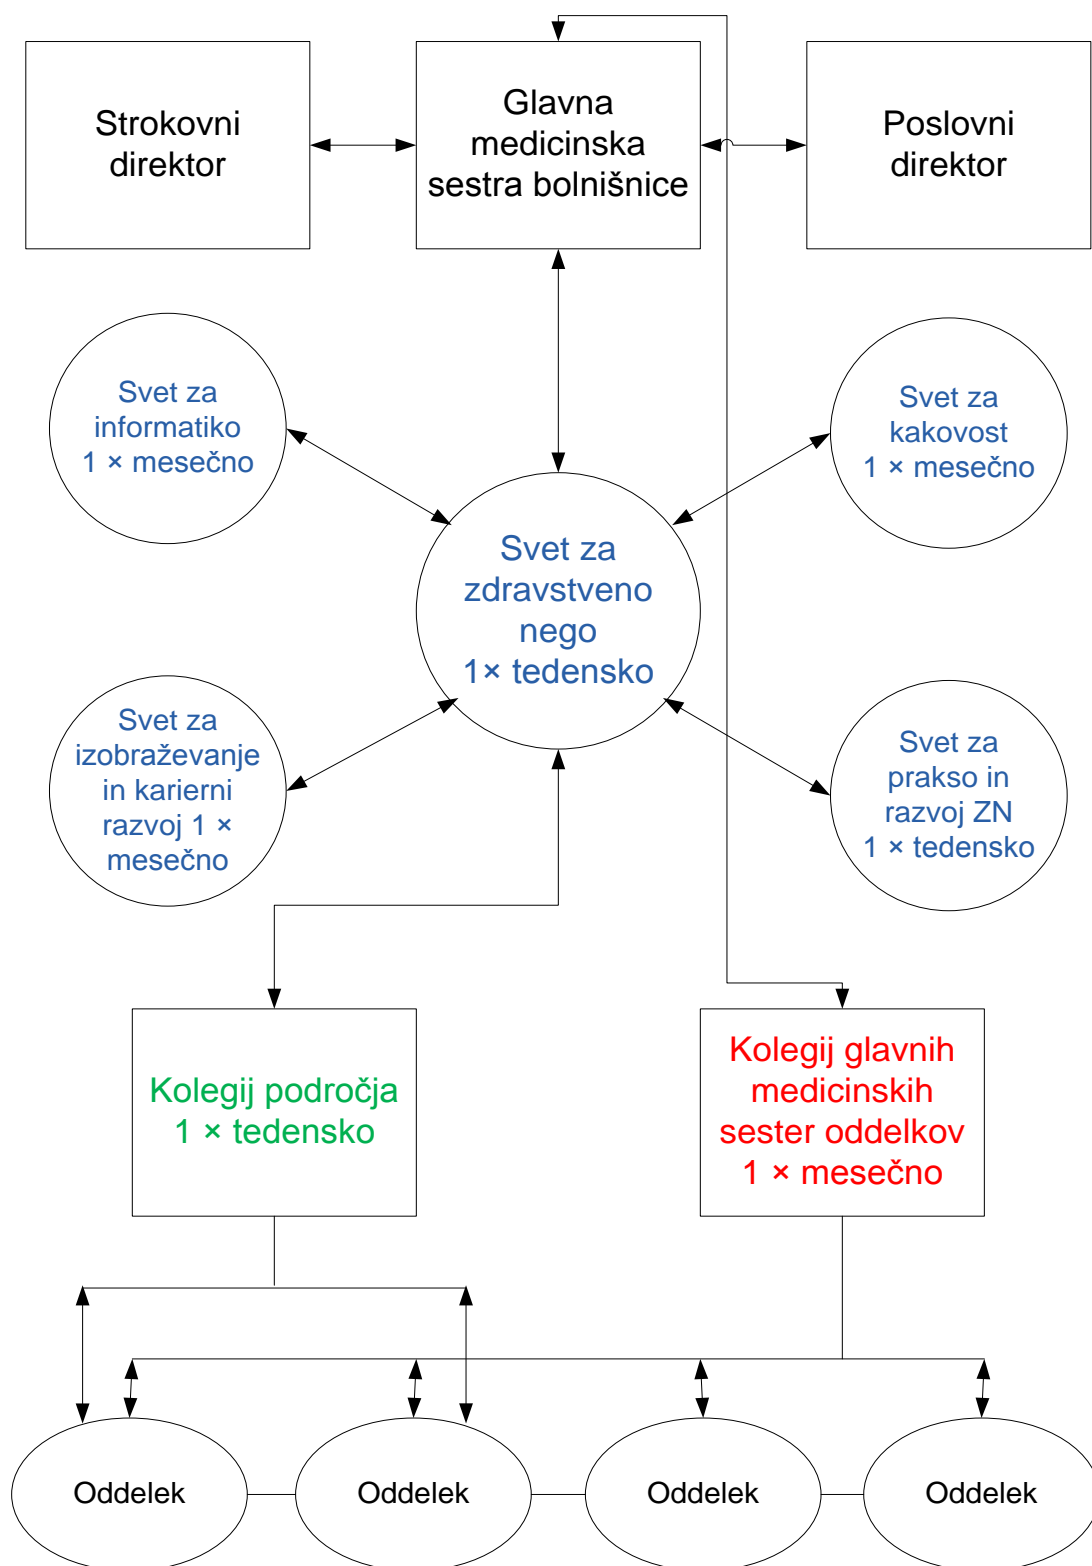 Strokovni
direktor
Glavna
medicinska
sestra bolnišnice
Poslovni
direktor
Svet za
informatiko
1 × mesečno
Svet za
kakovost
1 × mesečno
Svet za
zdravstveno
nego
1× tedensko
Svet za
izobraževanje
in karierni
razvoj 1 ×
mesečno
Svet za
prakso in
razvoj ZN
1 × tedensko
Kolegij področja
1 × tedensko
Kolegij glavnih
medicinskih
sester oddelkov
1 × mesečno
Oddelek
Oddelek
Oddelek
Oddelek